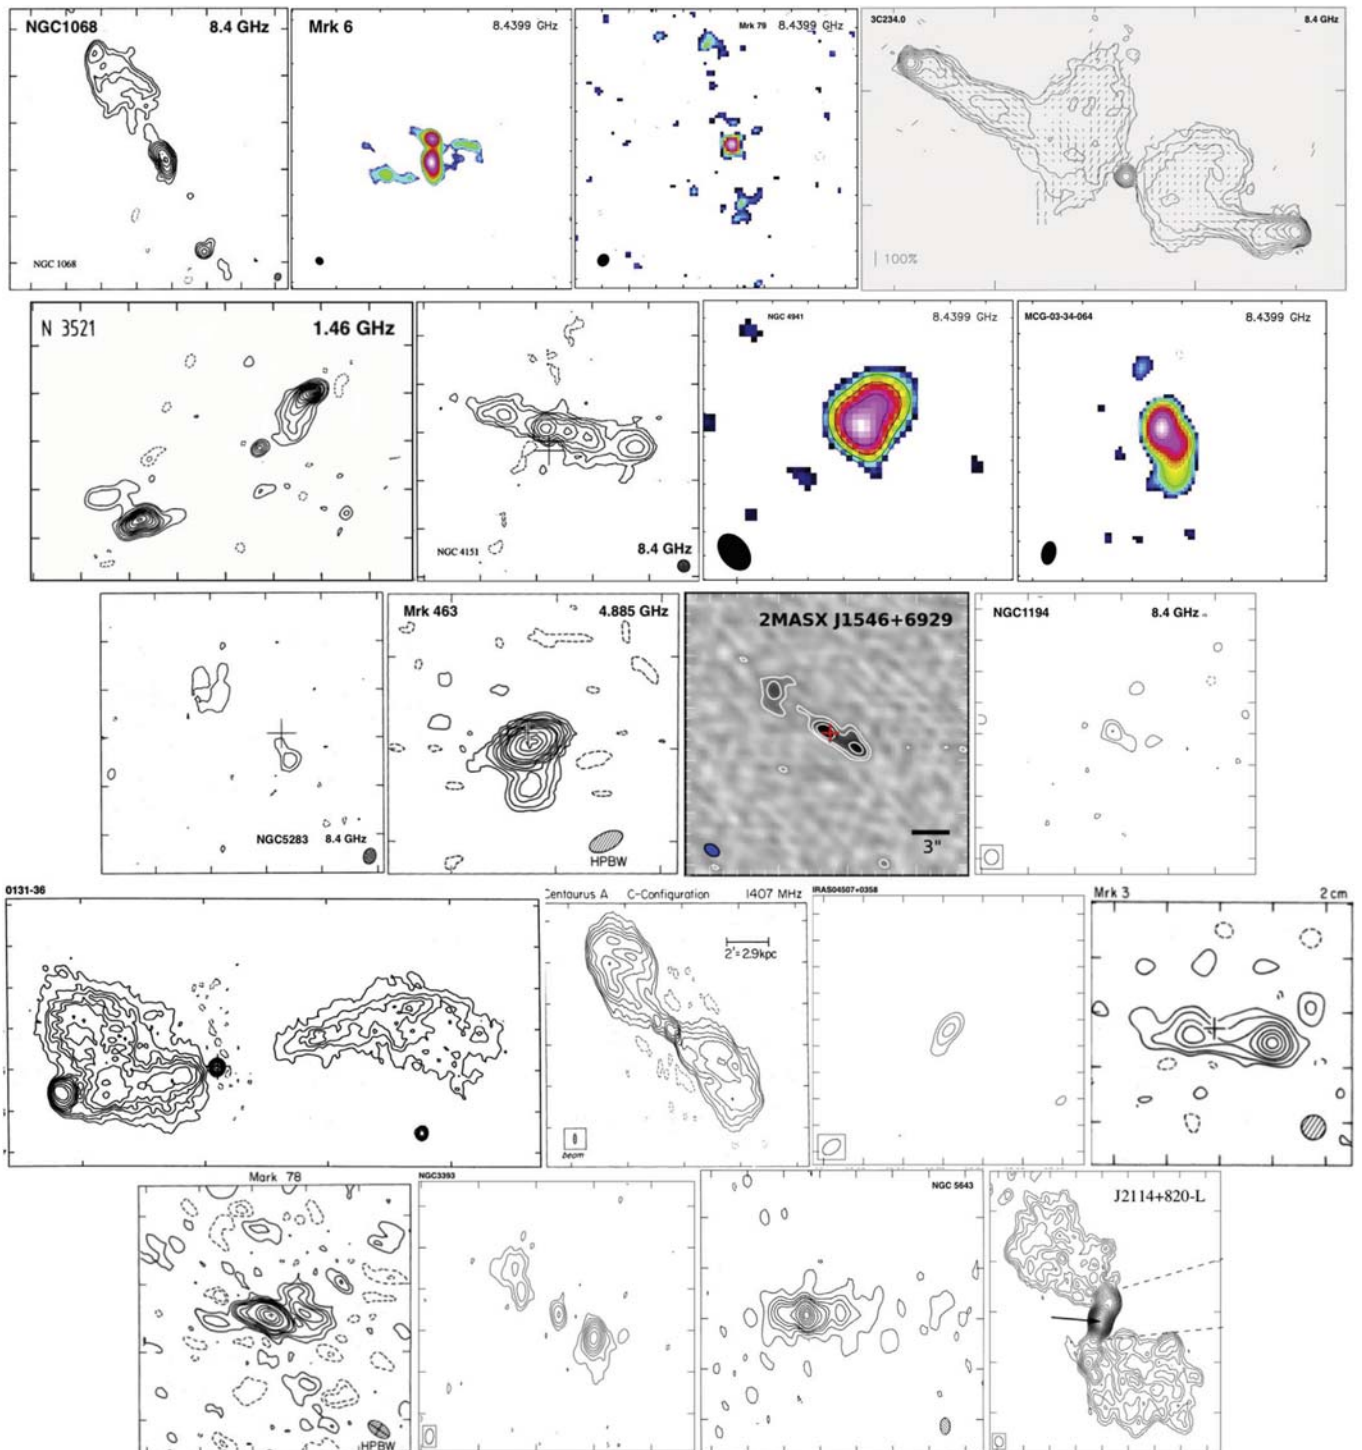 NGC1068 8.4 GHz
NGC 1068
Mrk 6 8.4399 GHz
Mrk 79 8.4399 GHz
3C234.0 8.4 GHz
100%
N 3521 1.46 GHz
NGC 4151
8.4 GHz
NGC 4941 8.4399 GHz
MCG-03-34-064 8.4399 GHz
NGC5283 8.4 GHz
Mrk 463 4.885 GHz
HPBW
2MASX J1546+6929
3"
NGC1194 8.4 GHz
0131-36
Centaurus A C-Configuration 1407 MHz
2'=2.9kpc
beam
IRAS04507+0358
Mrk 3 2 cm
Mark 78
HPBW
NGC3393
NGC 5643
J2114+820-L